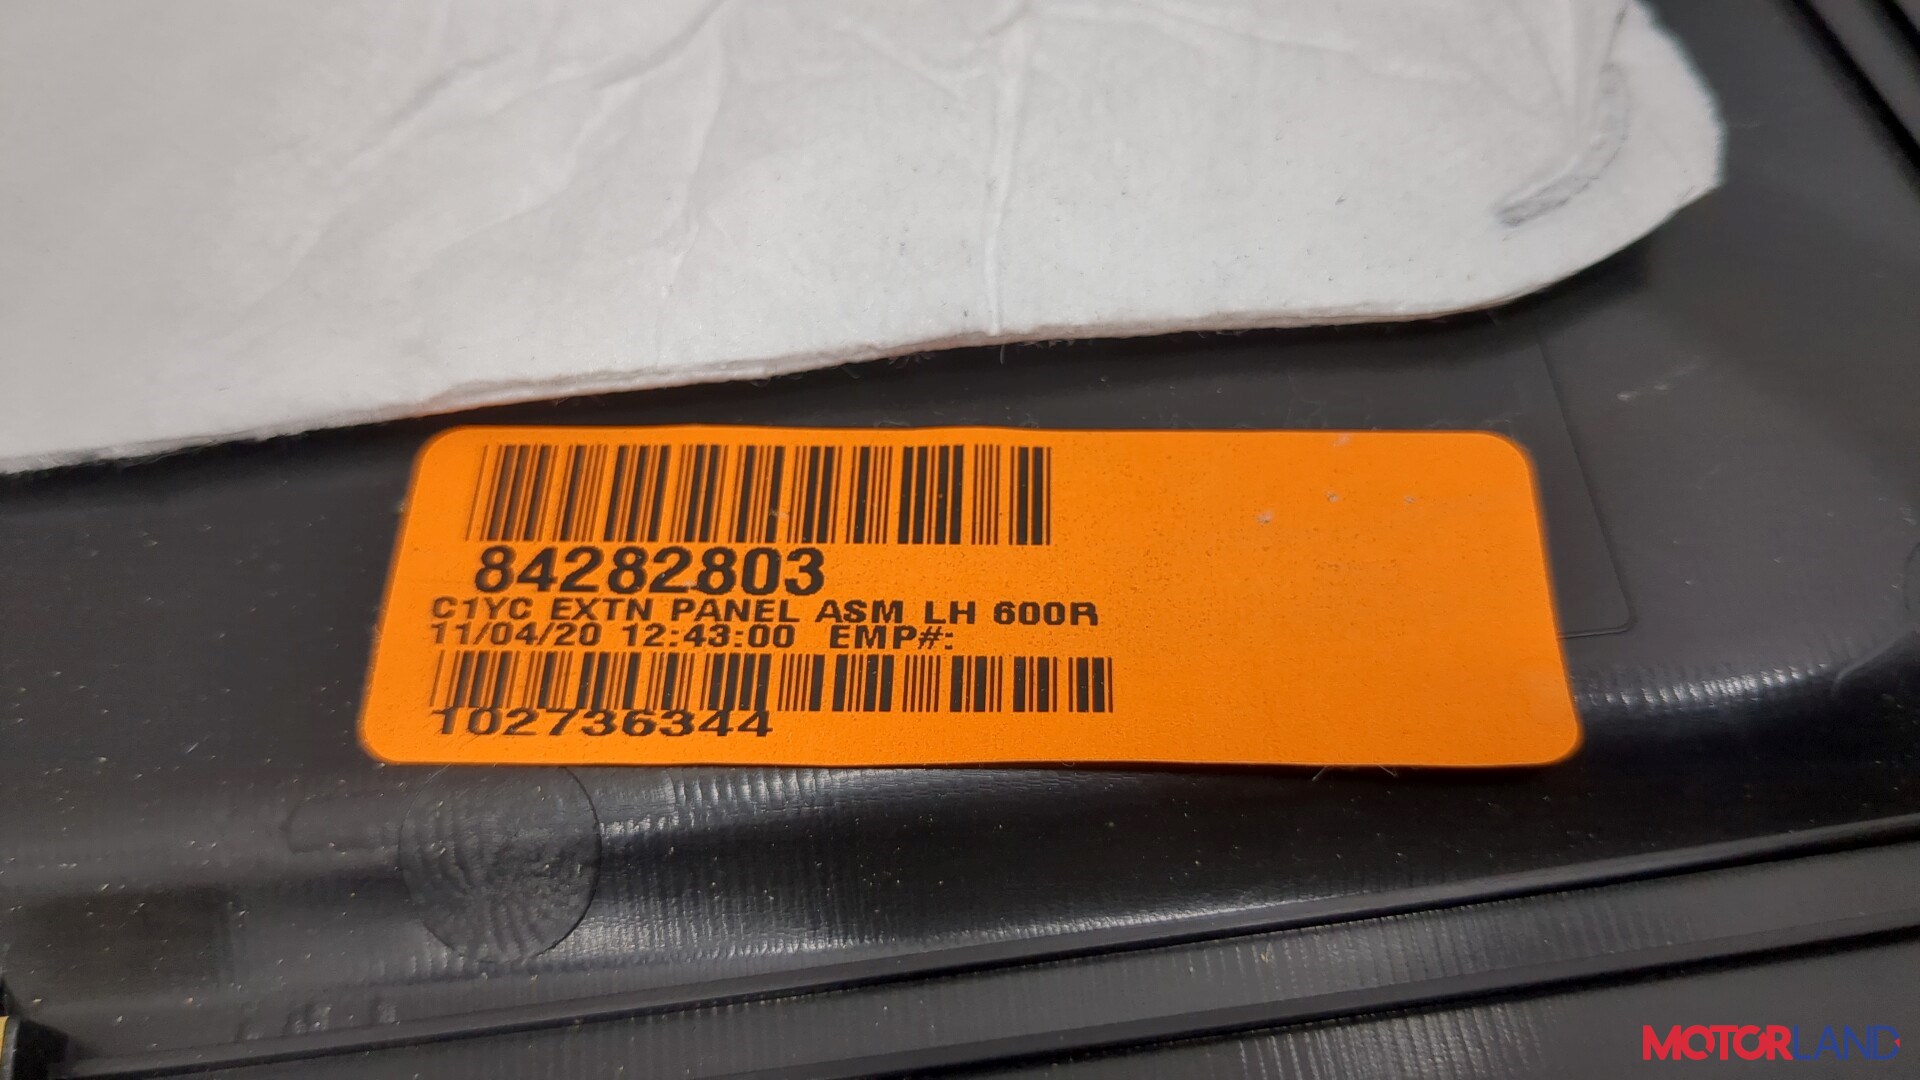 84282803
C1YC EXTN PANEL ASM LH 600R
11/04/20 12:43:00 EMP#:
102736344
MOTORLAND